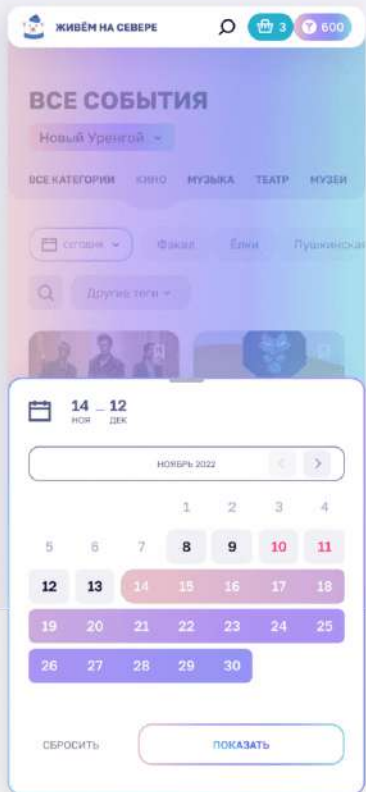 ЖИВЁМ НА СЕВЕРЕ 3 600
ВСЕ СОБЫТИЯ
Новый Уренгой
ВСЕ КАТЕГОРИИ КИНО МУЗЫКА ТЕАТР МУЗЕИ
сегодня Факел Ёлки Пушкинская
Другие теги
14 – 12
НОЯ ДЕК
НОЯБРЬ 2022
1 2 3 4
5 6 7 8 9 10 11
12 13 14 15 16 17 18
19 20 21 22 23 24 25
26 27 28 29 30
СБРОСИТЬ ПОКАЗАТЬ